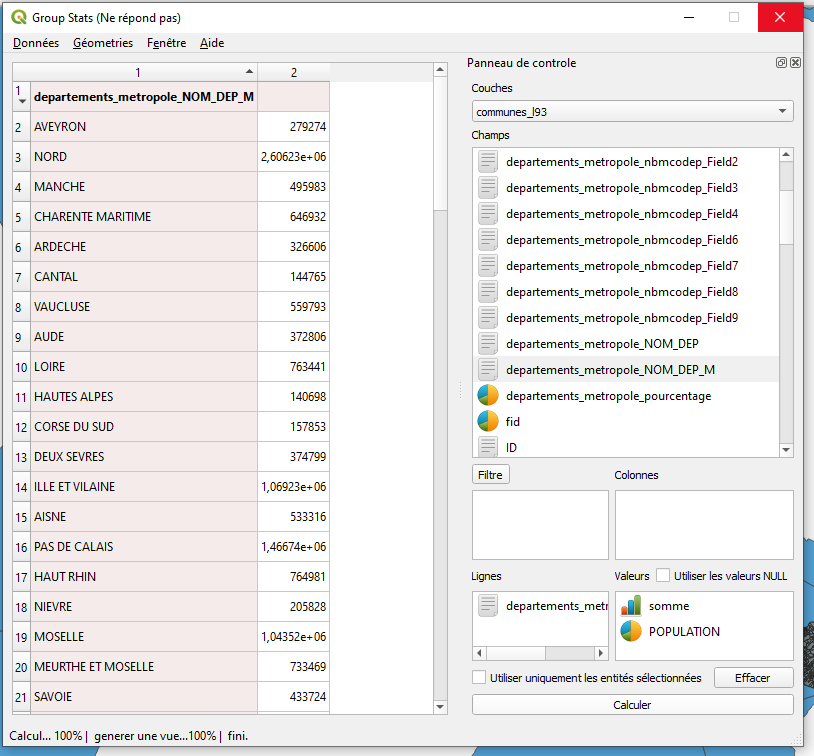 Group Stats (Ne répond pas)
Données Géometries Fenêtre Aide
1 2
1 departements_metropole_NOM_DEP_M
2 AVEYRON 279274
3 NORD 2,60623e+06
4 MANCHE 495983
5 CHARENTE MARITIME 646932
6 ARDECHE 326606
7 CANTAL 144765
8 VAUCLUSE 559793
9 AUDE 372806
10 LOIRE 763441
11 HAUTES ALPES 140698
12 CORSE DU SUD 157853
13 DEUX SEVRES 374799
14 ILLE ET VILAINE 1,06923e+06
15 AISNE 533316
16 PAS DE CALAIS 1,46674e+06
17 HAUT RHIN 764981
18 NIEVRE 205828
19 MOSELLE 1,04352e+06
20 MEURTHE ET MOSELLE 733469
21 SAVOIE 433724
Panneau de controle
Couches
communes_l93
Champs
departements_metropole_nbmcodep_Field2
departements_metropole_nbmcodep_Field3
departements_metropole_nbmcodep_Field4
departements_metropole_nbmcodep_Field6
departements_metropole_nbmcodep_Field7
departements_metropole_nbmcodep_Field8
departements_metropole_nbmcodep_Field9
departements_metropole_NOM_DEP
departements_metropole_NOM_DEP_M
departements_metropole_pourcentage
fid
ID
Filtre Colonnes
Lignes Valeurs Utiliser les valeurs NULL
departements_metr somme
POPULATION
Utiliser uniquement les entités sélectionnées Effacer
Calculer
Calcul... 100% | generer une vue...100% | fini.